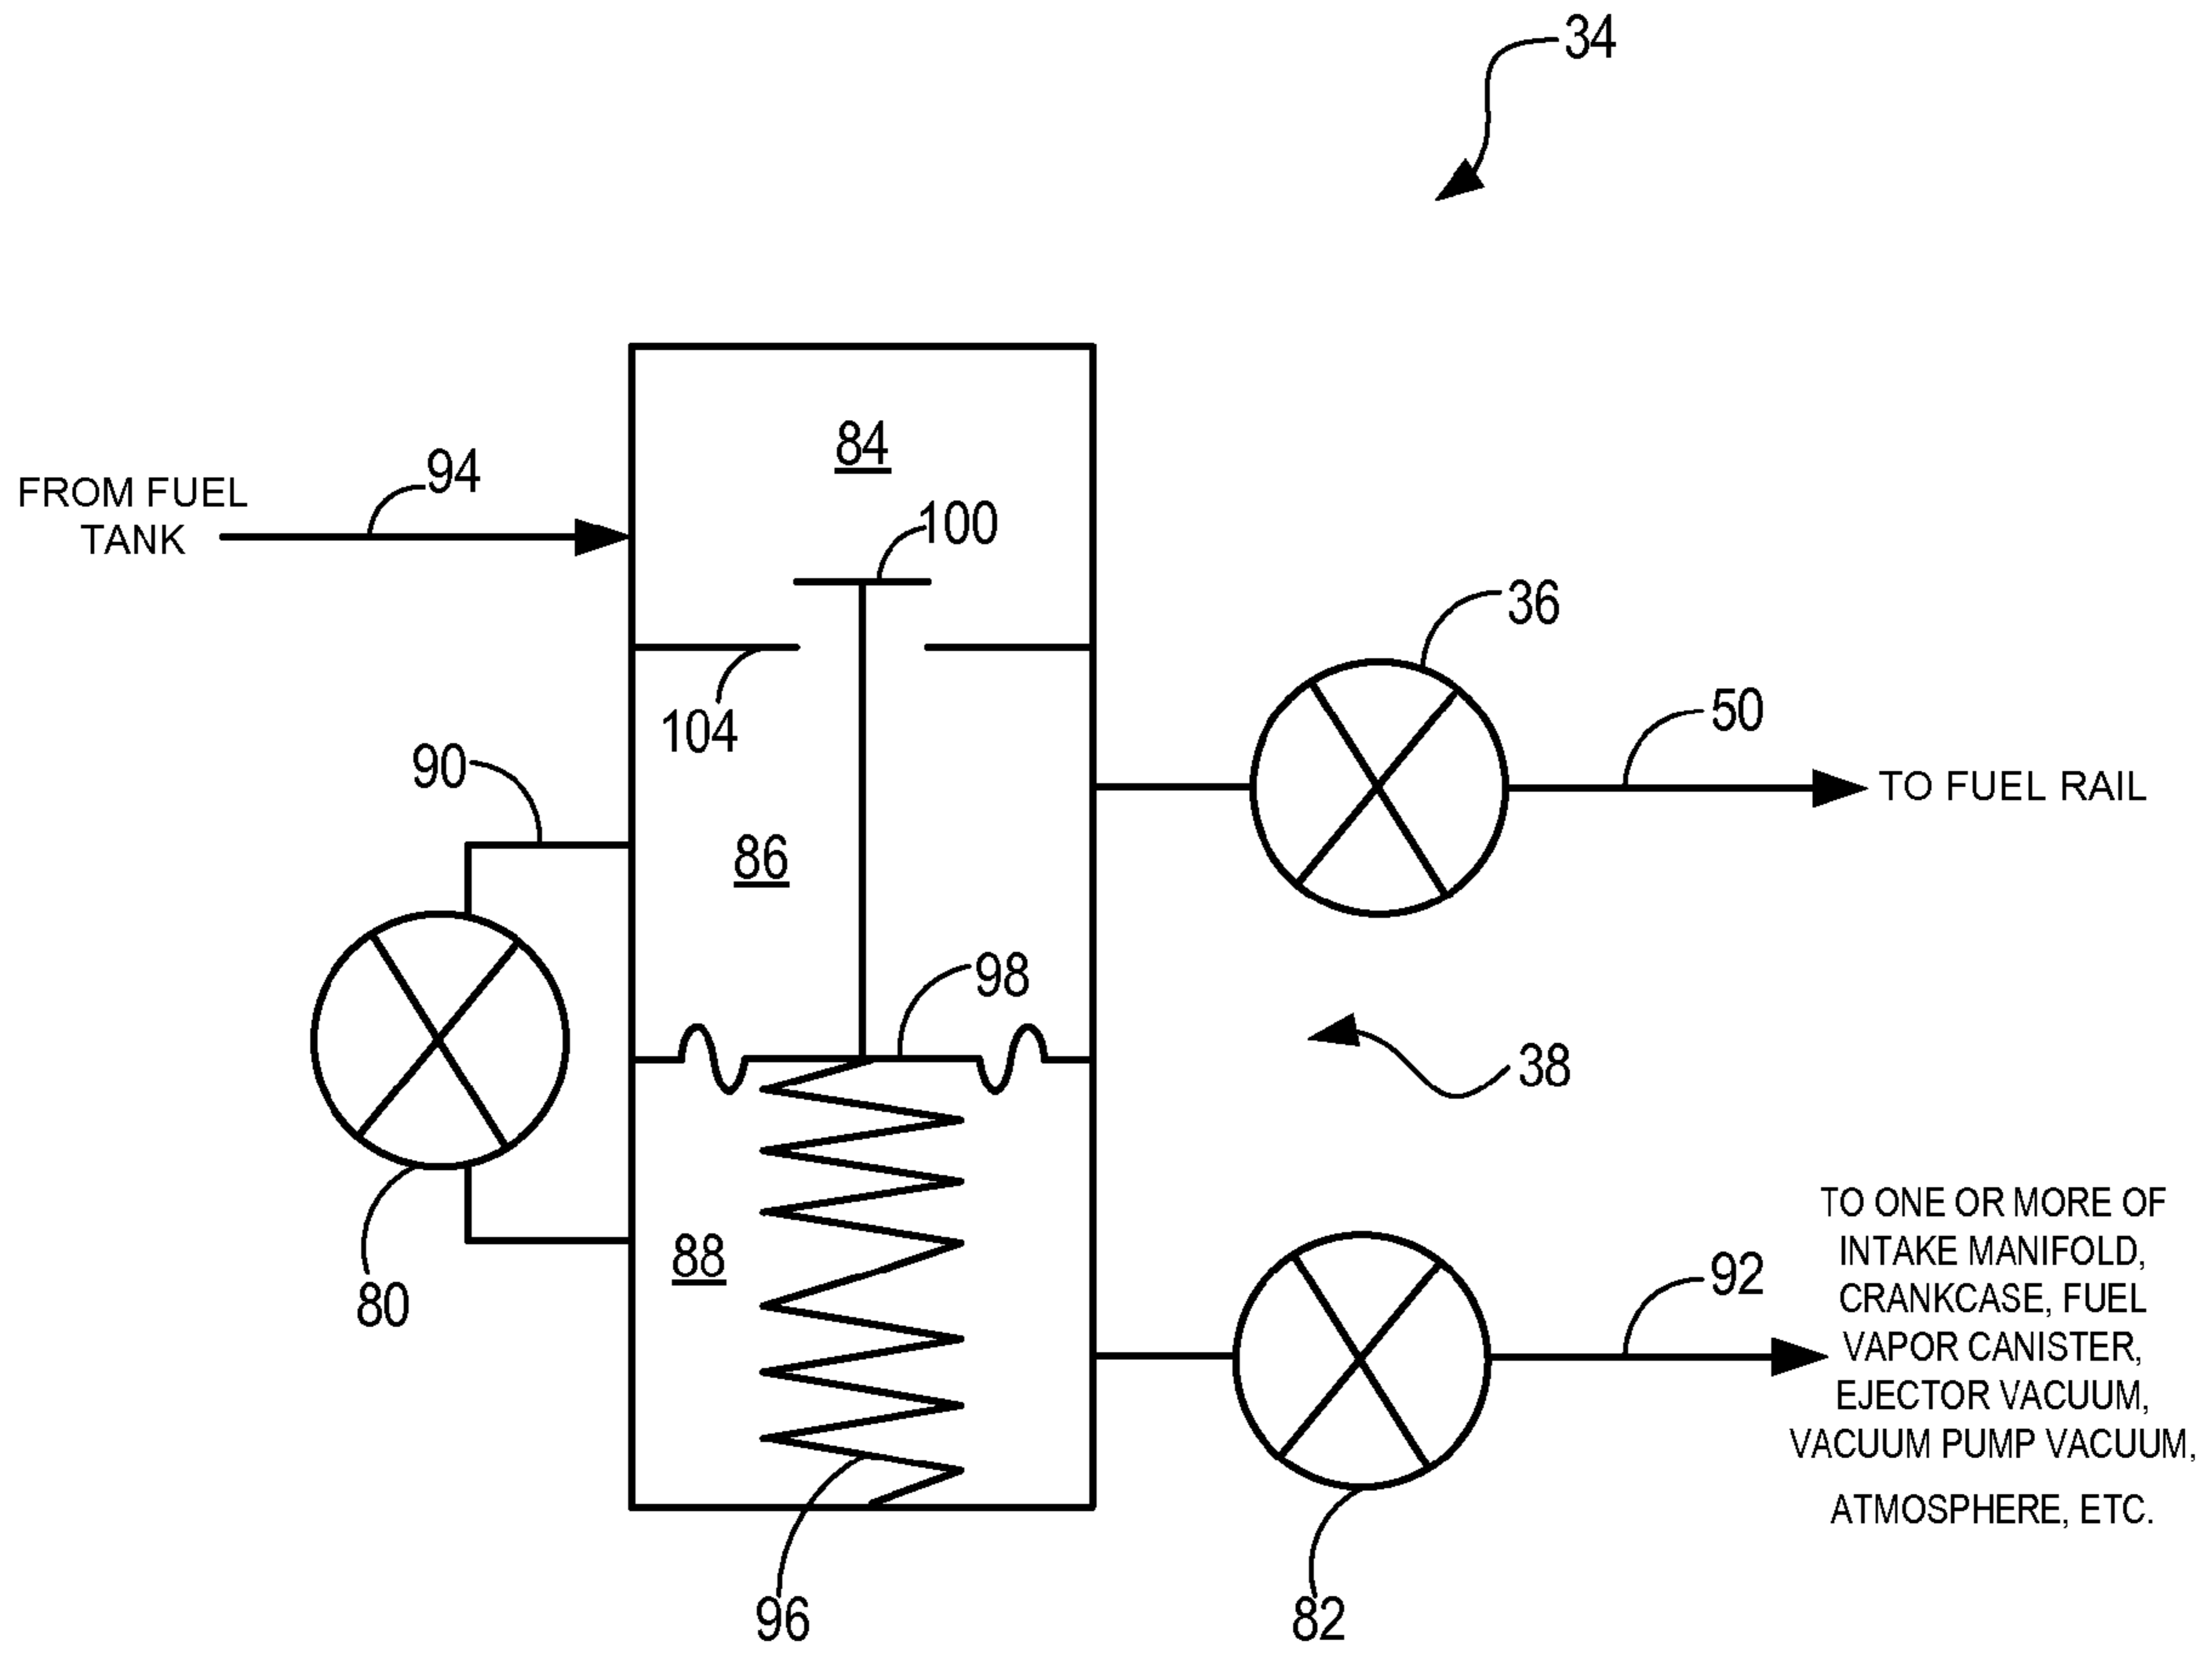 34
84
94
FROM FUEL
TANK
100
36
104
50
90
TO FUEL RAIL
86
98
38
TO ONE OR MORE OF
INTAKE MANIFOLD,
CRANKCASE, FUEL
VAPOR CANISTER,
EJECTOR VACUUM,
VACUUM PUMP VACUUM,
ATMOSPHERE, ETC.
88
92
80
96
82